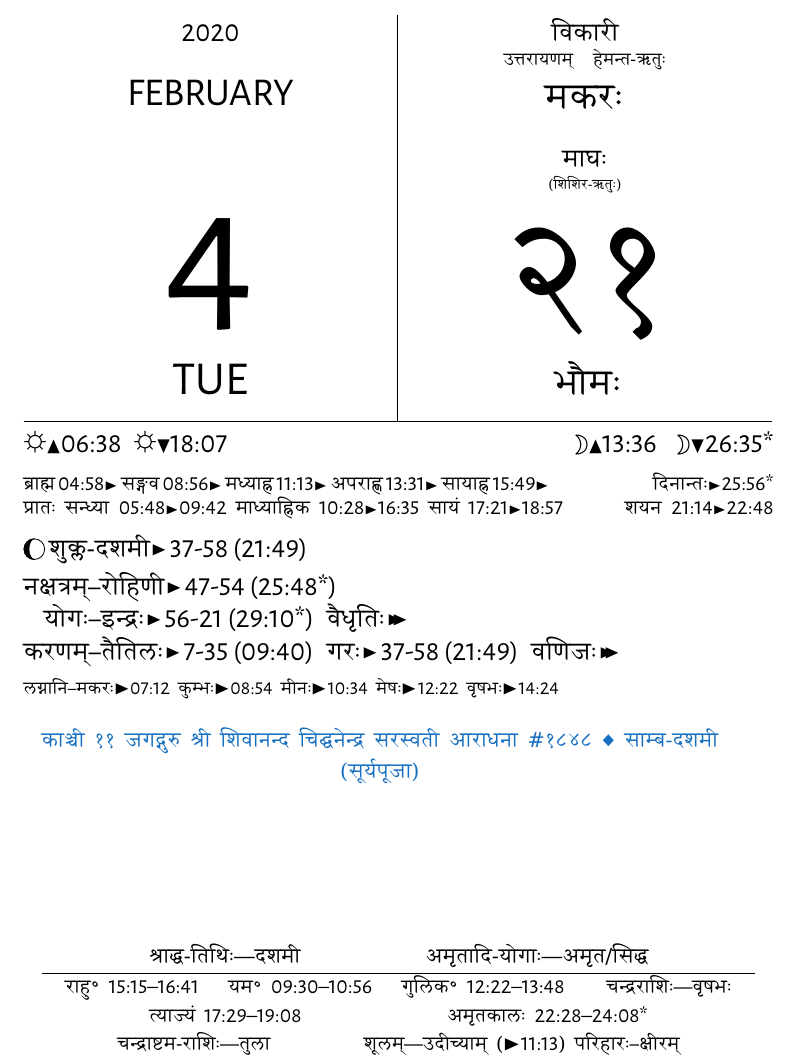 2020
FEBRUARY
4
TUE
विकारी
उत्तरायणम् हेमन्त-ऋतुः
मकरः
माघः
(शिशिर-ऋतुः)
२१
भौमः
☼▲06:38 ☼▼18:07 ☽▲13:36 ☽▼26:35*
ब्राह्म 04:58► सङ्गव 08:56► मध्याह्न 11:13► अपराह्ण 13:31► सायाह्न 15:49► दिनान्तः►25:56*
प्रातः सन्ध्या 05:48►09:42 माध्याह्निक 10:28►16:35 सायं 17:21►18:57 शयन 21:14►22:48
शुक्ल-दशमी►37-58 (21:49)
नक्षत्रम्–रोहिणी►47-54 (25:48*)
योगः–इन्द्रः►56-21 (29:10*) वैधृतिः►►
करणम्–तैतिलः►7-35 (09:40) गरः►37-58 (21:49) वणिजः►►
लग्नानि–मकरः►07:12 कुम्भः►08:54 मीनः►10:34 मेषः►12:22 वृषभः►14:24
काञ्ची ११ जगद्गुरु श्री शिवानन्द चिद्घनेन्द्र सरस्वती आराधना #१८४८ ◆ साम्ब-दशमी
(सूर्यपूजा)
श्राद्ध-तिथिः—दशमी अमृतादि-योगाः—अमृत/सिद्ध
राहु॰ 15:15–16:41 यम॰ 09:30–10:56 गुलिक॰ 12:22–13:48 चन्द्रराशिः—वृषभः
त्याज्यं 17:29–19:08 अमृतकालः 22:28–24:08*
चन्द्राष्टम-राशिः—तुला शूलम्—उदीच्याम् (►11:13) परिहारः–क्षीरम्